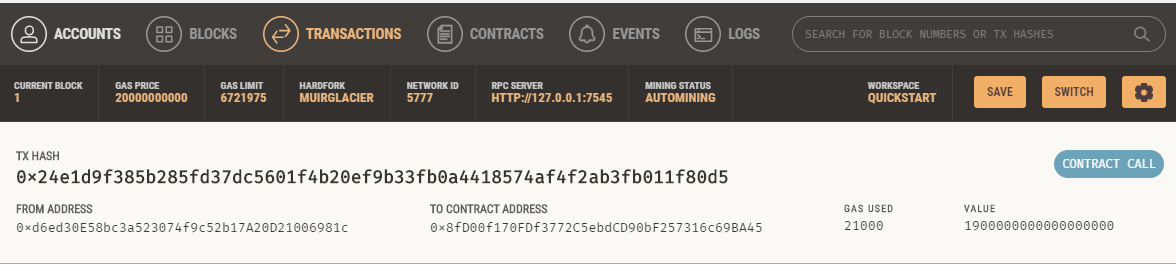 ACCOUNTS BLOCKS TRANSACTIONS CONTRACTS EVENTS LOGS SEARCH FOR BLOCK NUMBERS OR TX HASHES
CURRENT BLOCK GAS PRICE GAS LIMIT HARDFORK NETWORK ID RPC SERVER MINING STATUS WORKSPACE
1 20000000000 6721975 MUIRGLACIER 5777 HTTP://127.0.0.1:7545 AUTOMINING QUICKSTART SAVE SWITCH
TX HASH
0×24e1d9f385b285fd37dc5601f4b20ef9b33fb0a4418574af4f2ab3fb011f80d5 CONTRACT CALL
FROM ADDRESS TO CONTRACT ADDRESS GAS USED VALUE
0×d6ed30E58bc3a523074f9c52b17A20D21006981c 0×8fD00f170FDf3772C5ebdCD90bF257316c69BA45 21000 1900000000000000000